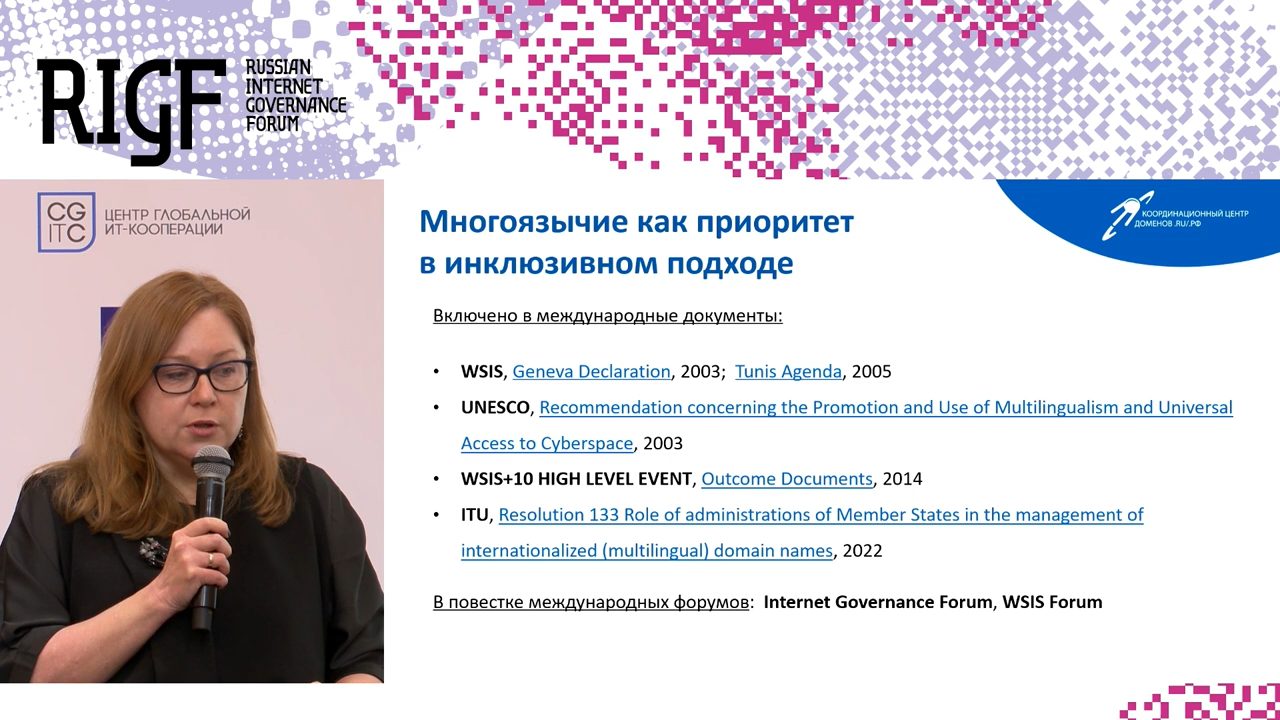 RIGF
RUSSIAN
INTERNET
GOVERNANCE
FORUM
CG
ITC
ЦЕНТР ГЛОБАЛЬНОЙ
ИТ-КООПЕРАЦИИ
КООРДИНАЦИОННЫЙ ЦЕНТР
ДОМЕНОВ .RU/.РФ
Многоязычие как приоритет
в инклюзивном подходе
Включено в международные документы:
• WSIS, Geneva Declaration, 2003; Tunis Agenda, 2005
• UNESCO, Recommendation concerning the Promotion and Use of Multilingualism and Universal
Access to Cyberspace, 2003
• WSIS+10 HIGH LEVEL EVENT, Outcome Documents, 2014
• ITU, Resolution 133 Role of administrations of Member States in the management of
internationalized (multilingual) domain names, 2022
В повестке международных форумов: Internet Governance Forum, WSIS Forum